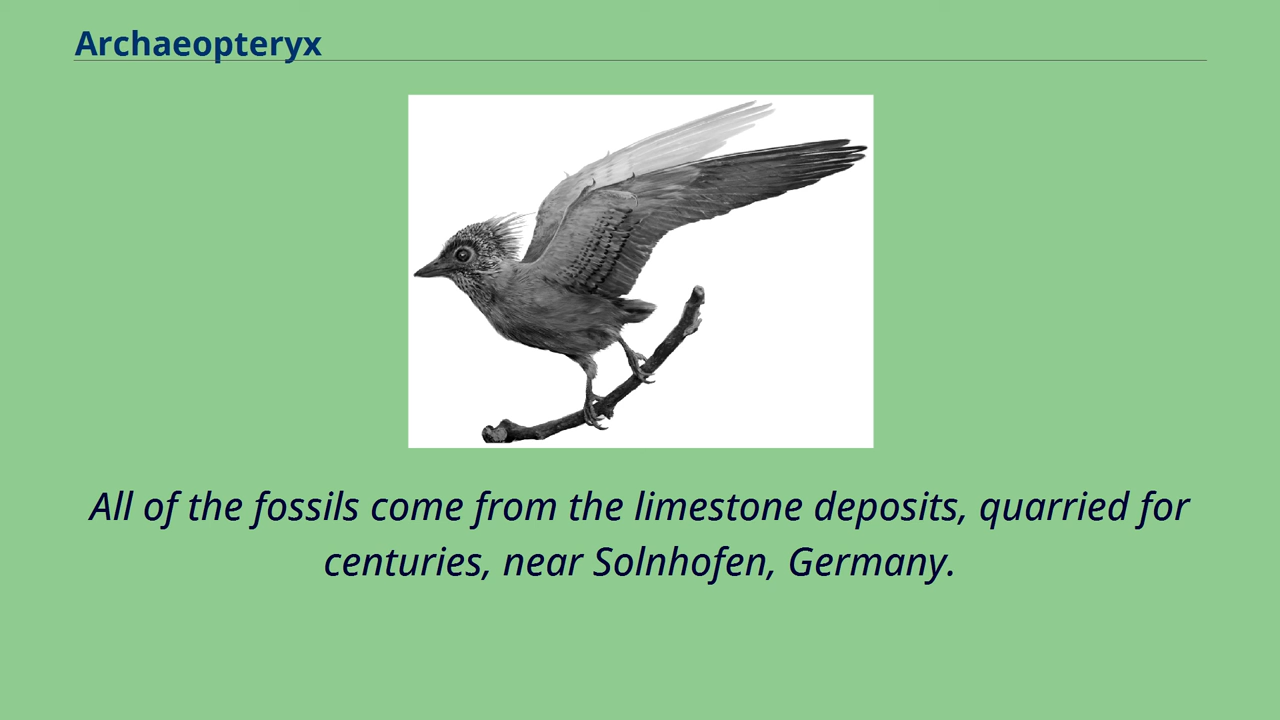 Archaeopteryx
All of the fossils come from the limestone deposits, quarried for
centuries, near Solnhofen, Germany.